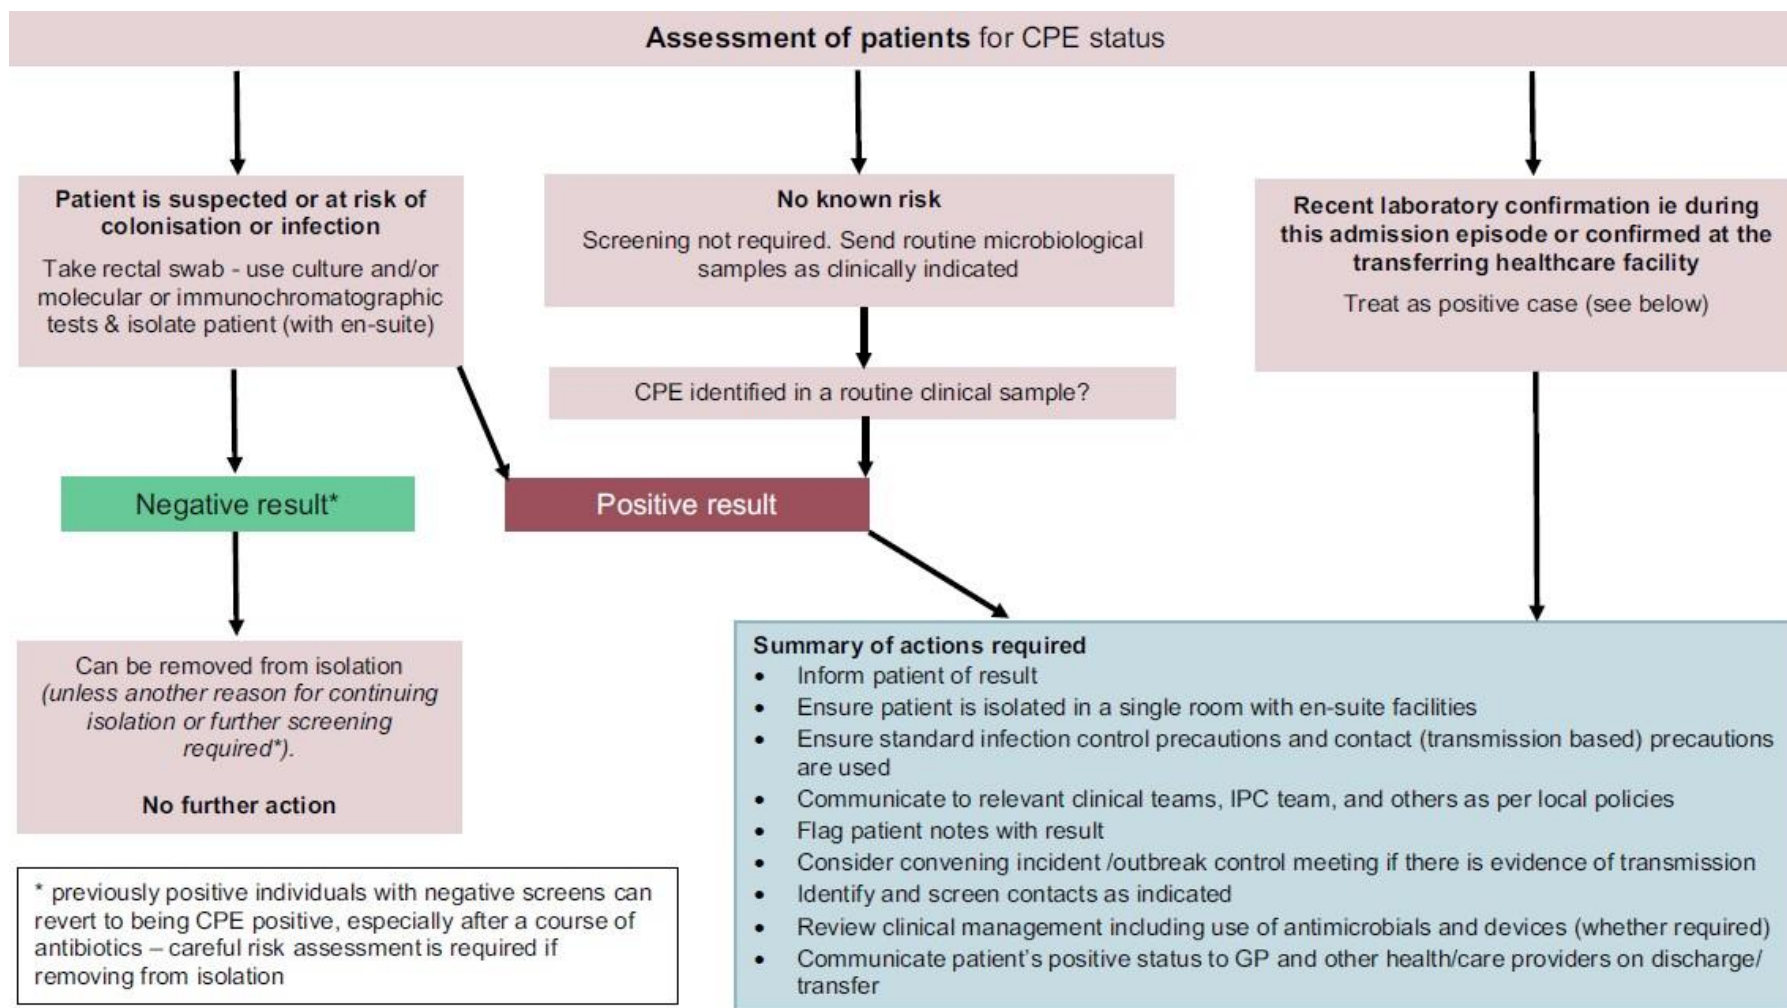 Assessment of patients for CPE status
Patient is suspected or at risk of
colonisation or infection
Take rectal swab - use culture and/or
molecular or immunochromatographic
tests & isolate patient (with en-suite)
No known risk
Screening not required. Send routine microbiological
samples as clinically indicated
Recent laboratory confirmation ie during
this admission episode or confirmed at the
transferring healthcare facility
Treat as positive case (see below)
CPE identified in a routine clinical sample?
Negative result*
Positive result
Can be removed from isolation
(unless another reason for continuing
isolation or further screening
required*).
No further action
Summary of actions required
• Inform patient of result
• Ensure patient is isolated in a single room with en-suite facilities
• Ensure standard infection control precautions and contact (transmission based) precautions
are used
• Communicate to relevant clinical teams, IPC team, and others as per local policies
• Flag patient notes with result
• Consider convening incident /outbreak control meeting if there is evidence of transmission
• Identify and screen contacts as indicated
• Review clinical management including use of antimicrobials and devices (whether required)
• Communicate patient's positive status to GP and other health/care providers on discharge/
transfer
* previously positive individuals with negative screens can
revert to being CPE positive, especially after a course of
antibiotics – careful risk assessment is required if
removing from isolation